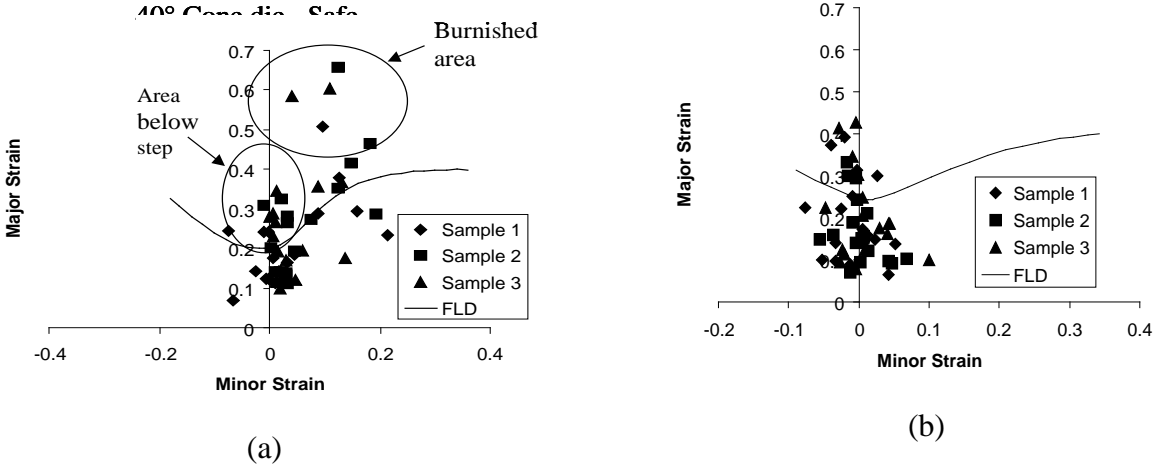 40° Cone die - Safe
Burnished
area
Area
below
step
Major Strain
0.7
0.6
0.5
0.4
0.3
0.2
0.1
0
-0.4
-0.2
0
0.2
0.4
Minor Strain
Sample 1
Sample 2
Sample 3
FLD
(a)
Major Strain
0.7
0.6
0.5
0.4
0.3
0.2
0.1
0
-0.2
-0.1
0
0.1
0.2
0.3
0.4
Minor Strain
Sample 1
Sample 2
Sample 3
FLD
(b)